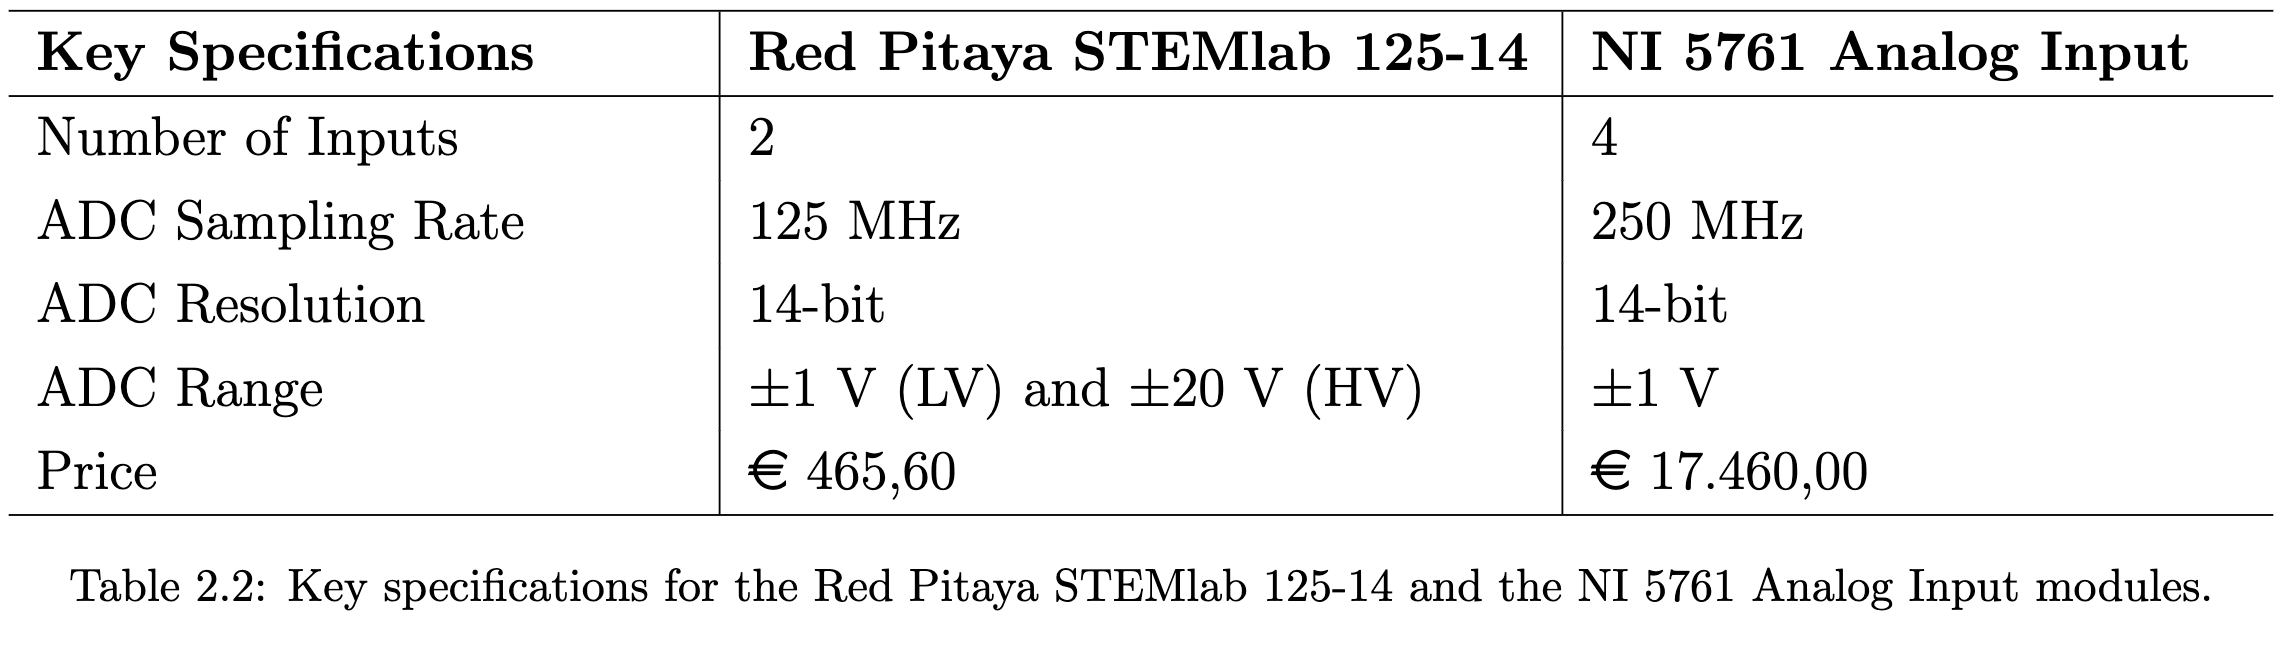 Key Specifications Red Pitaya STEMlab 125-14 NI 5761 Analog Input
Number of Inputs 2 4
ADC Sampling Rate 125 MHz 250 MHz
ADC Resolution 14-bit 14-bit
ADC Range ±1 V (LV) and ±20 V (HV) ±1 V
Price € 465,60 € 17.460,00
Table 2.2: Key specifications for the Red Pitaya STEMlab 125-14 and the NI 5761 Analog Input modules.